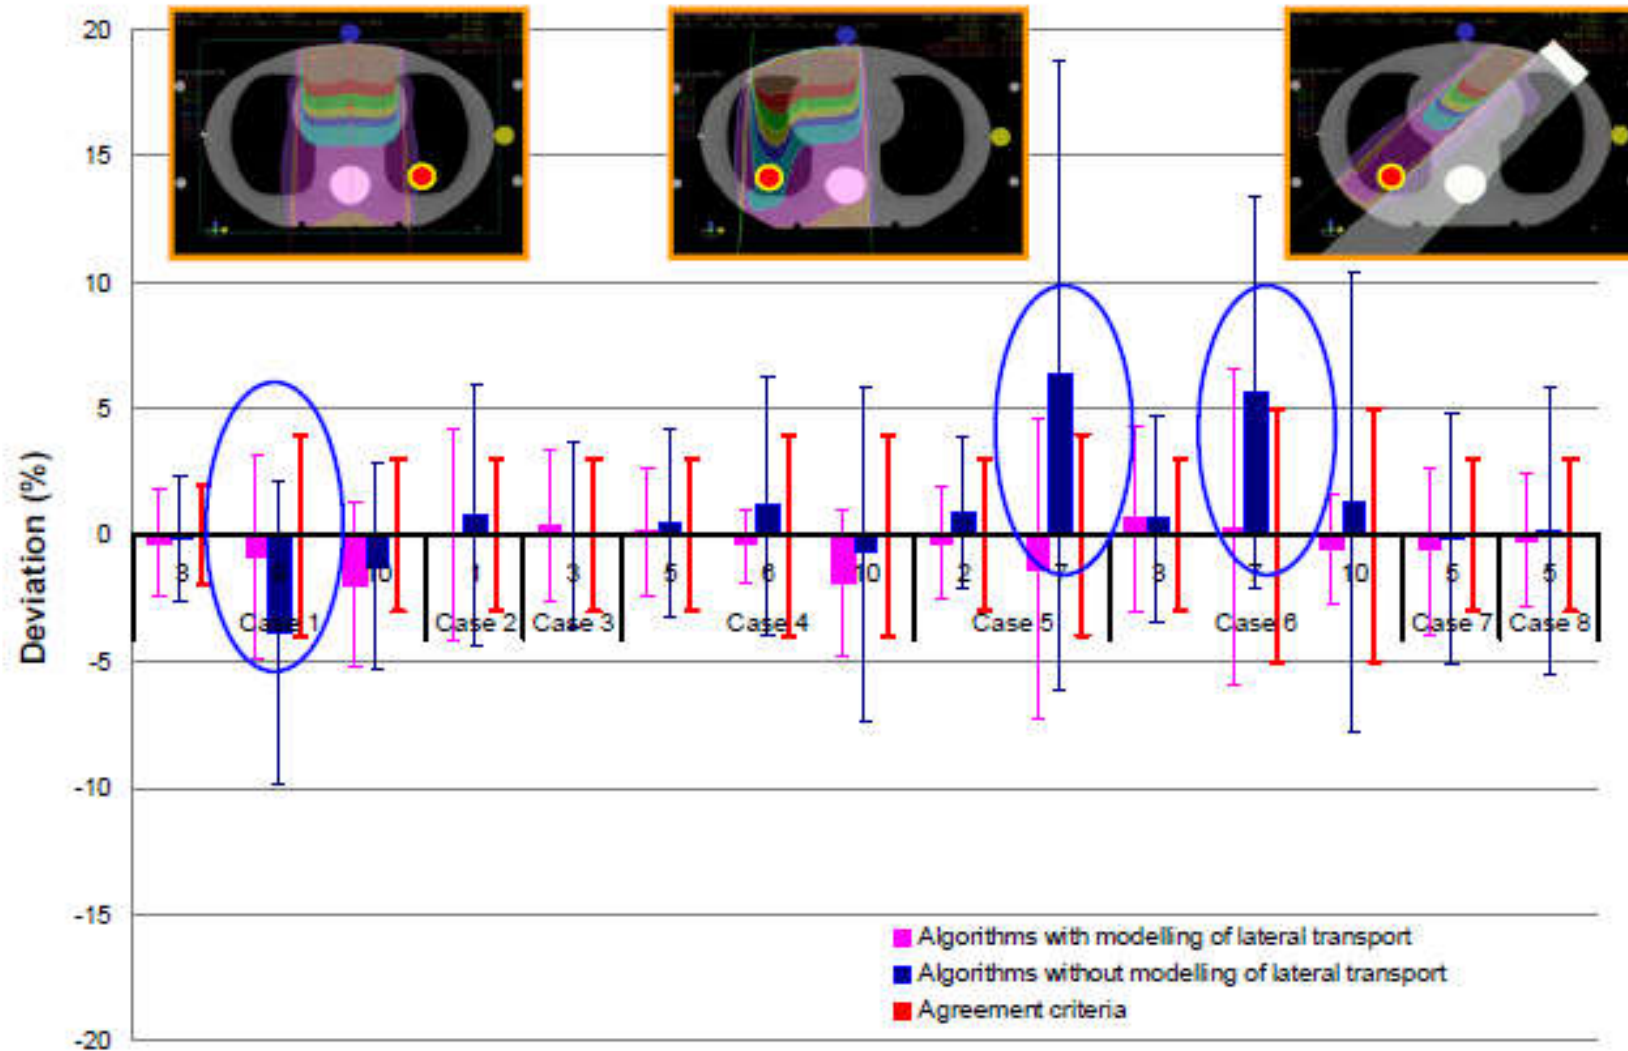 20
15
10
5
0
-5
-10
-15
-20
Deviation (%)
3 10 1 3 5 6 10 2 7 3 7 10 5 5
Case 1 Case 2 Case 3 Case 4 Case 5 Case 6 Case 7 Case 8
Algorithms with modelling of lateral transport
Algorithms without modelling of lateral transport
Agreement criteria